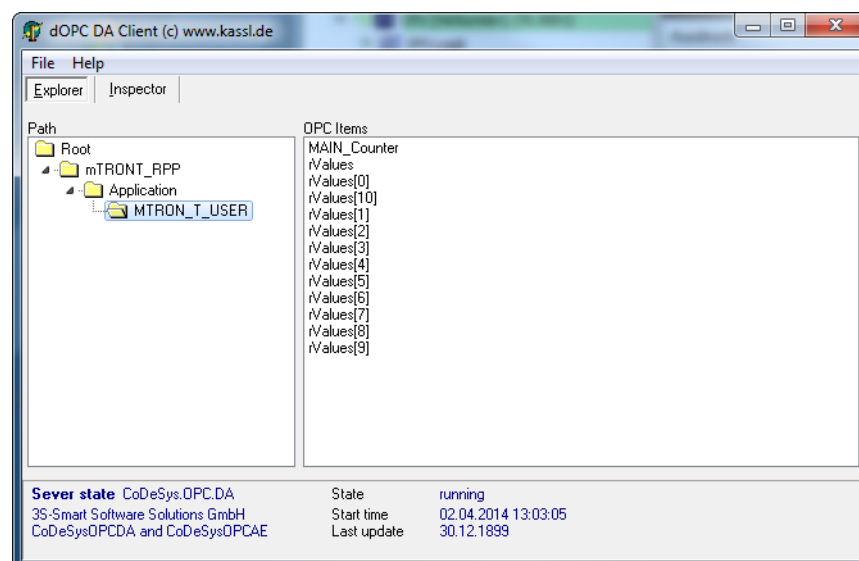 dOPC DA Client (c) www.kassl.de
File Help
Explorer Inspector
Path
Root
mTRONT_RPP
Application
MTRON_T_USER
OPC Items
MAIN_Counter
rValues
rValues[0]
rValues[10]
rValues[1]
rValues[2]
rValues[3]
rValues[4]
rValues[5]
rValues[6]
rValues[7]
rValues[8]
rValues[9]
Sever state CoDeSys.OPC.DA
3S-Smart Software Solutions GmbH
CoDeSysOPCDA and CoDeSysOPCAE
State running
Start time 02.04.2014 13:03:05
Last update 30.12.1899